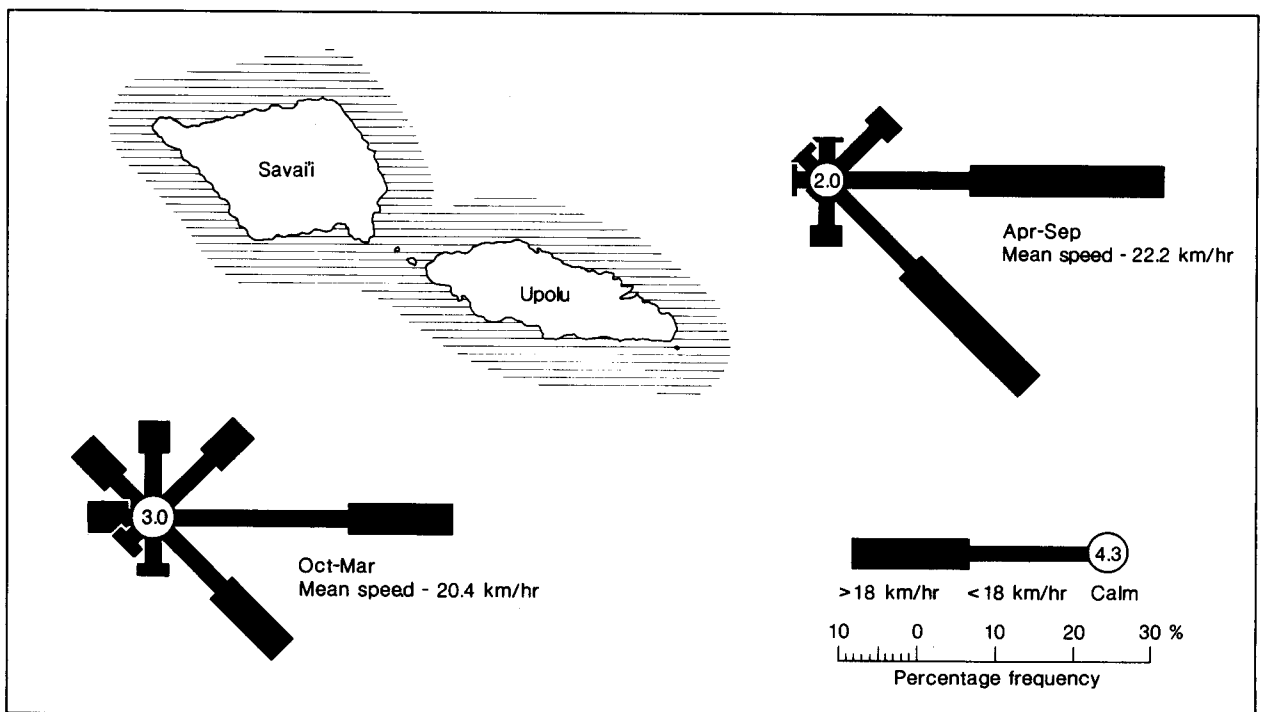 Savai'i
2.0
Apr-Sep
Mean speed - 22.2 km/hr
Upolu
3.0
Oct-Mar
Mean speed - 20.4 km/hr
4.3
>18 km/hr <18 km/hr Calm
10 0 10 20 30 %
Percentage frequency